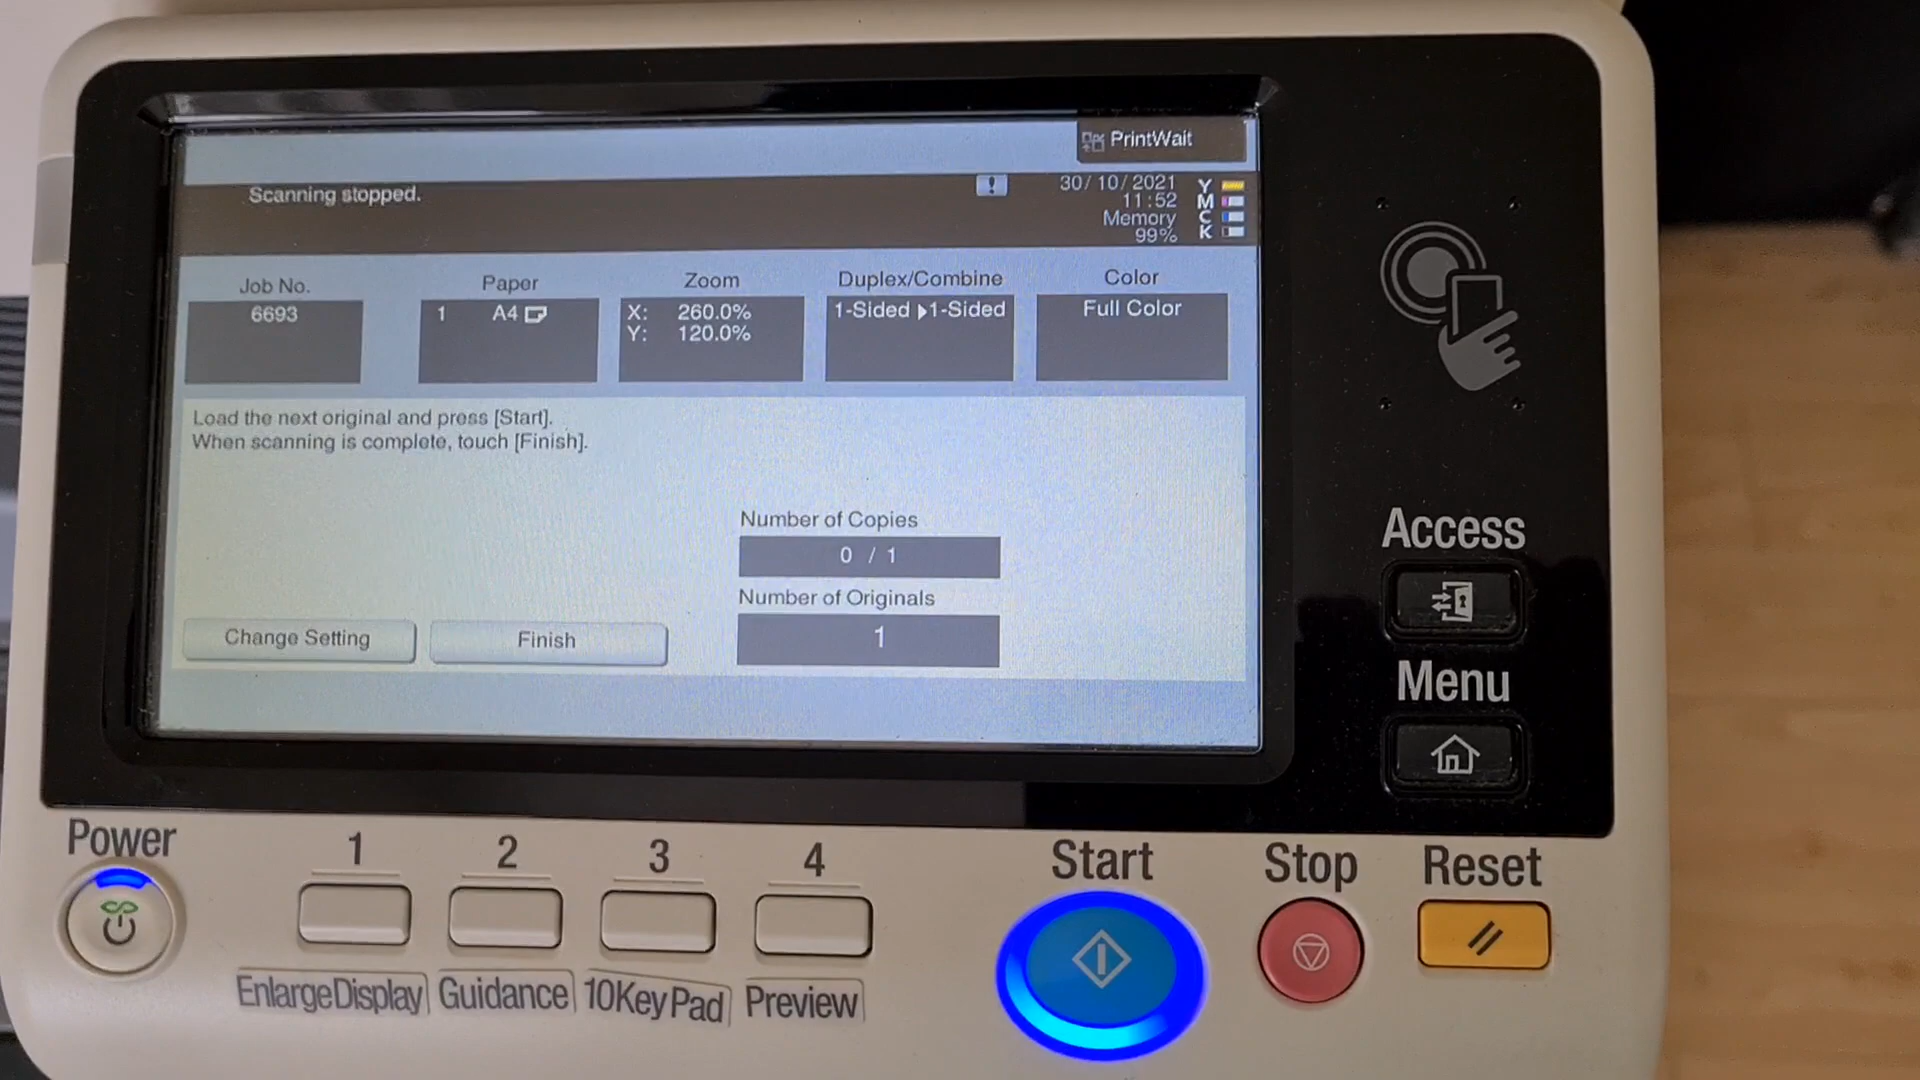 PrintWait
Scanning stopped.
!
30/10/2021
11:52
Memory
99%
Y
M
C
K
Job No.
6693
Paper
1 A4
Zoom
X: 260.0%
Y: 120.0%
Duplex/Combine
1-Sided ▶1-Sided
Color
Full Color
Load the next original and press [Start].
When scanning is complete, touch [Finish].
Number of Copies
0 / 1
Number of Originals
1
Change Setting
Finish
Access
Menu
Power
1
2
3
4
Start
Stop
Reset
EnlargeDisplay
Guidance
10KeyPad
Preview